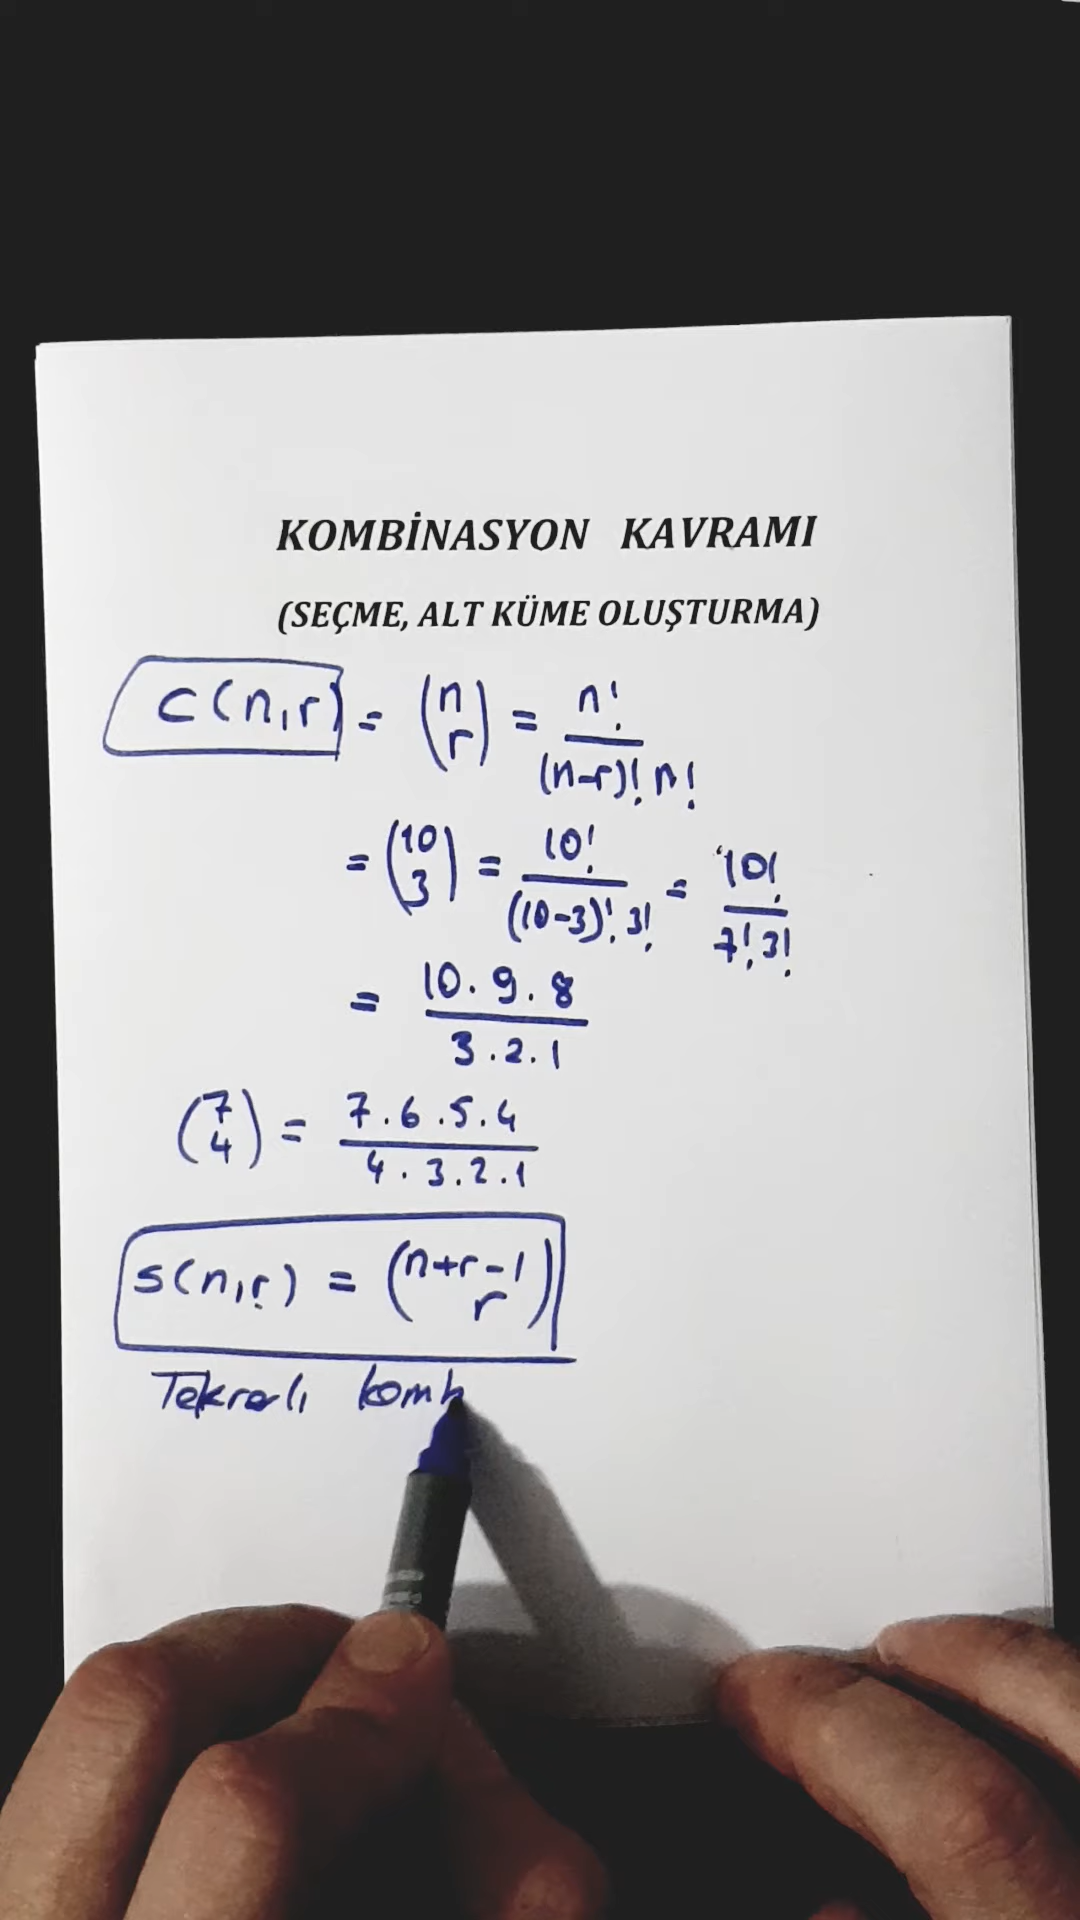 KOMBİNASYON KAVRAMI
(SEÇME, ALT KÜME OLUŞTURMA)
C(n,r) = (n r) = n! / (n-r)! n!
= (10 3) = 10! / (10-3)! . 3! = 10! / 7! . 3!
= 10 . 9 . 8 / 3 . 2 . 1
(7 4) = 7 . 6 . 5 . 4 / 4 . 3 . 2 . 1
S(n,r) = (n+r-1 r)
Tekrarlı komb